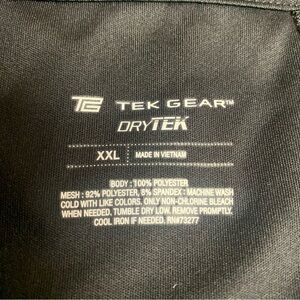 TEK GEAR™
DRYTEK
XXL MADE IN VIETNAM
BODY : 100% POLYESTER
MESH : 92% POLYESTER, 8% SPANDEX : MACHINE WASH
COLD WITH LIKE COLORS. ONLY NON-CHLORINE BLEACH
WHEN NEEDED. TUMBLE DRY LOW. REMOVE PROMPTLY.
COOL IRON IF NEEDED. RN#73277